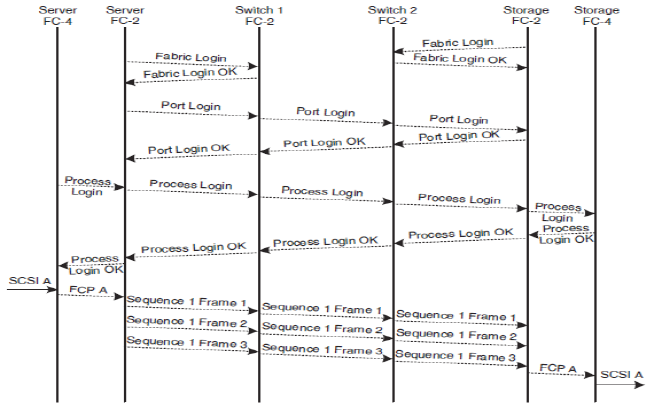 Server Server Switch 1 Switch 2 Storage Storage
FC-4 FC-2 FC-2 FC-2 FC-2 FC-4
Fabric Login
Fabric Login
Fabric Login OK
Fabric Login OK
Port Login
Port Login
Port Login
Port Login OK
Port Login OK
Port Login OK
Process
Login
Process Login
Process Login
Process Login
Process
Login
Process
Login OK
Process Login OK
Process Login OK
Process Login OK
Process
Login OK
SCSI A
FCP A
Sequence 1 Frame 1
Sequence 1 Frame 1
Sequence 1 Frame 1
Sequence 1 Frame 2
Sequence 1 Frame 2
Sequence 1 Frame 2
Sequence 1 Frame 3
Sequence 1 Frame 3
Sequence 1 Frame 3
FCP A
SCSI A